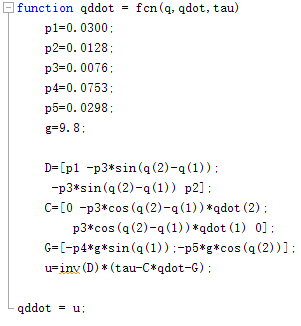 function qddot = fcn(q,qdot,tau)
p1=0.0300;
p2=0.0128;
p3=0.0076;
p4=0.0753;
p5=0.0298;
g=9.8;
D=[p1 -p3*sin(q(2)-q(1));
-p3*sin(q(2)-q(1)) p2];
C=[0 -p3*cos(q(2)-q(1))*qdot(2);
p3*cos(q(2)-q(1))*qdot(1) 0];
G=[-p4*g*sin(q(1));-p5*g*cos(q(2))];
u=inv(D)*(tau-C*qdot-G);
qddot = u;